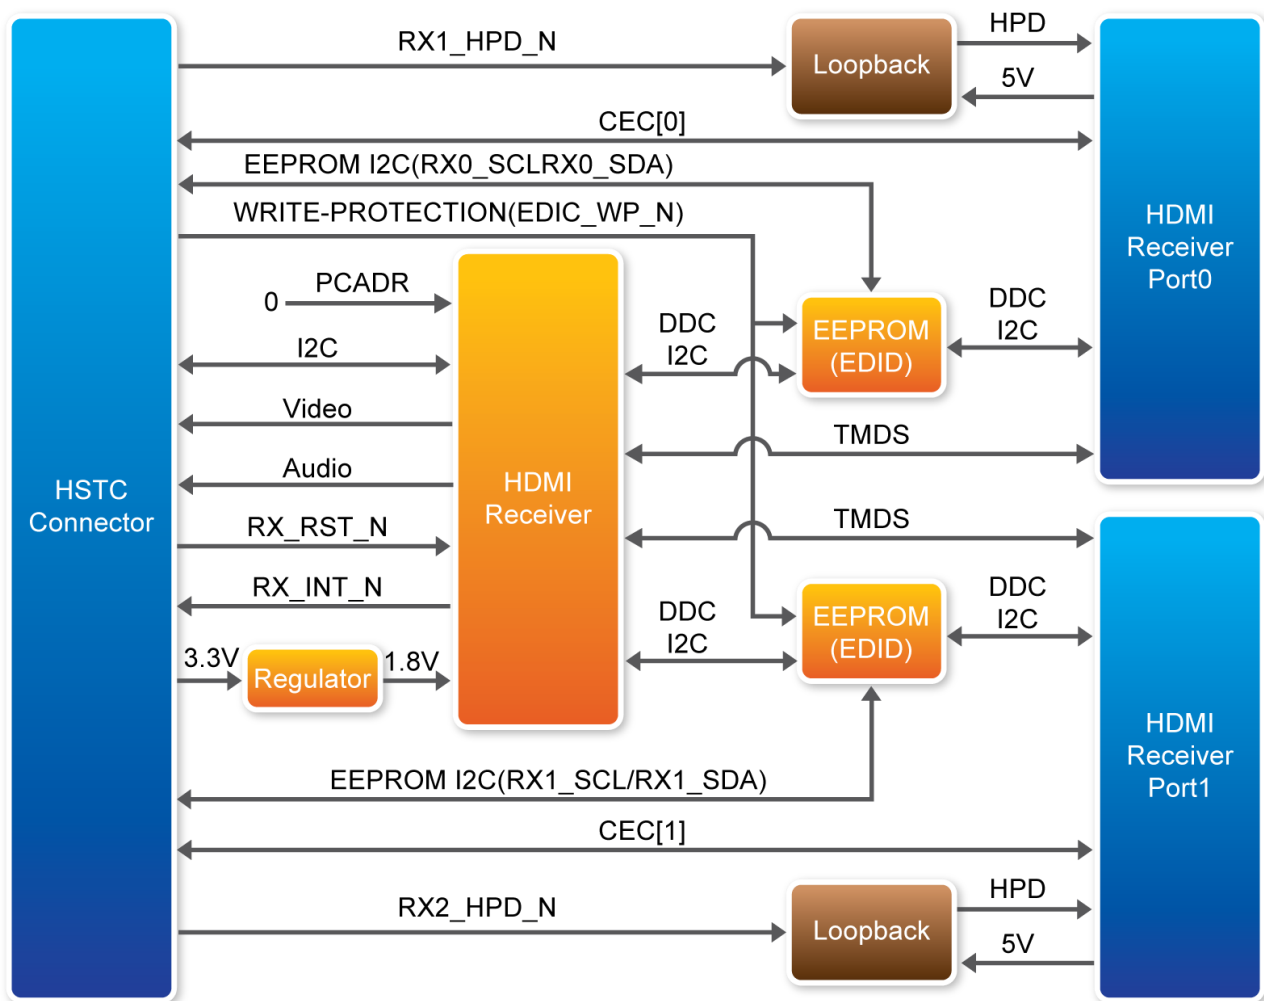 RX1_HPD_N
Loopback
HPD
5V
CEC[0]
EEPROM I2C(RX0_SCLRX0_SDA)
WRITE-PROTECTION(EDIC_WP_N)
HDMI
Receiver
Port0
0
PCADR
I2C
Video
Audio
RX_RST_N
RX_INT_N
3.3V
Regulator
1.8V
HSTC
Connector
HDMI
Receiver
DDC
I2C
EEPROM
(EDID)
DDC
I2C
TMDS
TMDS
DDC
I2C
EEPROM
(EDID)
DDC
I2C
HDMI
Receiver
Port1
EEPROM I2C(RX1_SCL/RX1_SDA)
CEC[1]
RX2_HPD_N
Loopback
HPD
5V